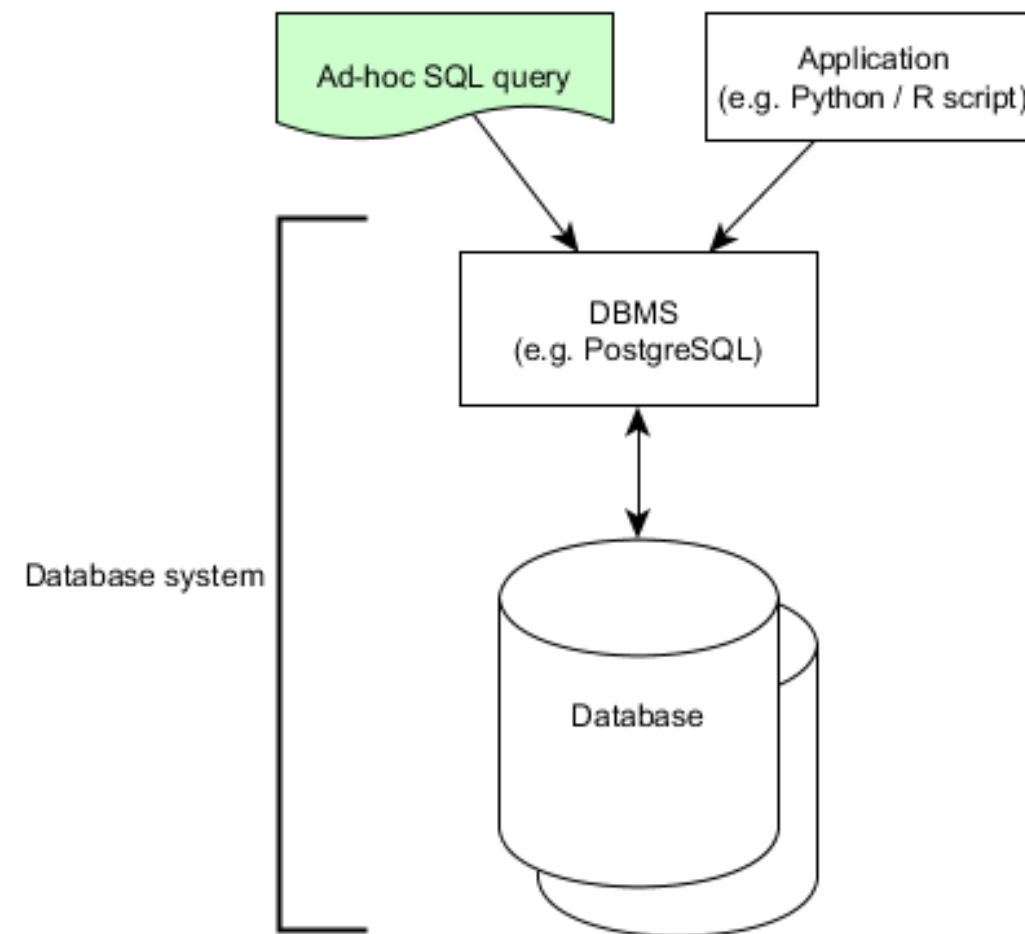 Ad-hoc SQL query
Application
(e.g. Python / R script)
DBMS
(e.g. PostgreSQL)
Database system
Database